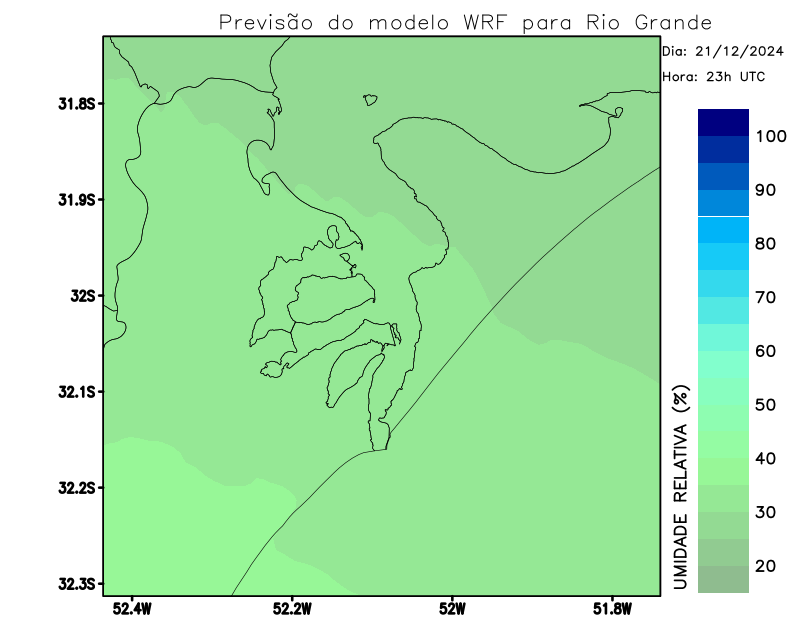 Previsão do modelo WRF para Rio Grande
Dia: 21/12/2024
Hora: 23h UTC
31.8S
31.9S
32S
32.1S
32.2S
32.3S
52.4W
52.2W
52W
51.8W
100
90
80
70
60
50
40
30
20
UMIDADE RELATIVA (%)